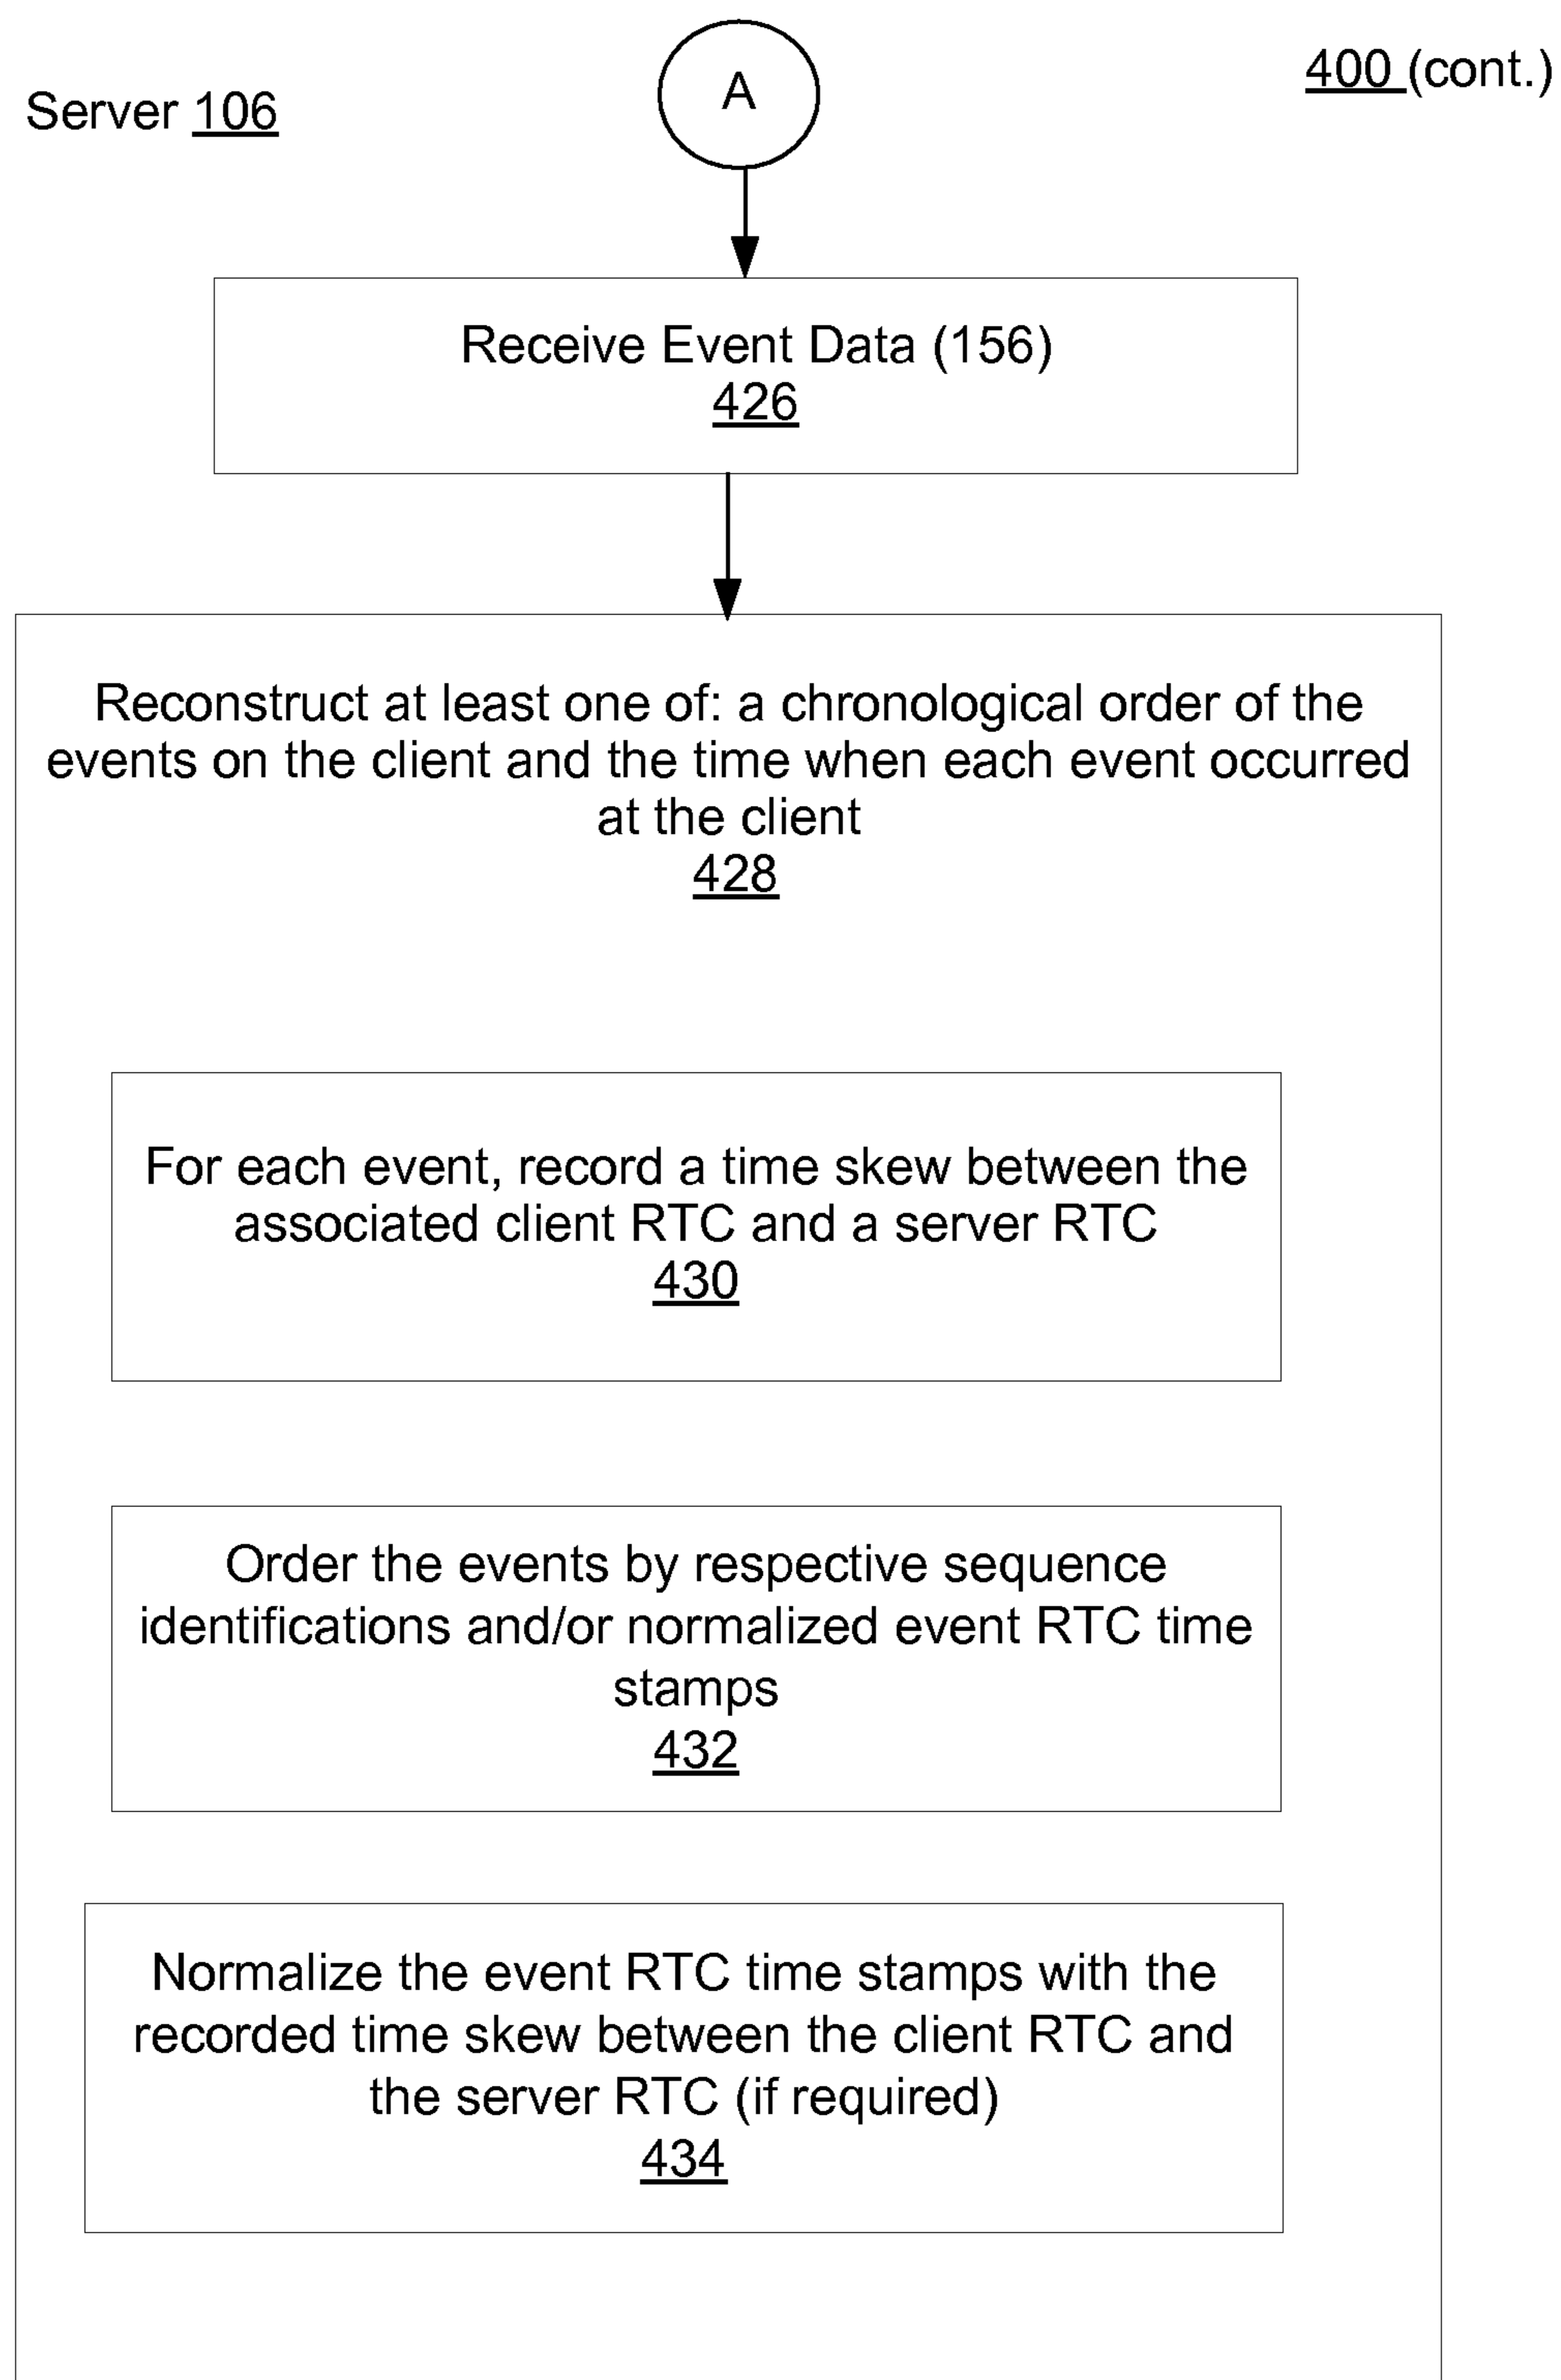 A
400 (cont.)
Server 106
Receive Event Data (156)
426
Reconstruct at least one of: a chronological order of the
events on the client and the time when each event occurred
at the client
428
For each event, record a time skew between the
associated client RTC and a server RTC
430
Order the events by respective sequence
identifications and/or normalized event RTC time
stamps
432
Normalize the event RTC time stamps with the
recorded time skew between the client RTC and
the server RTC (if required)
434